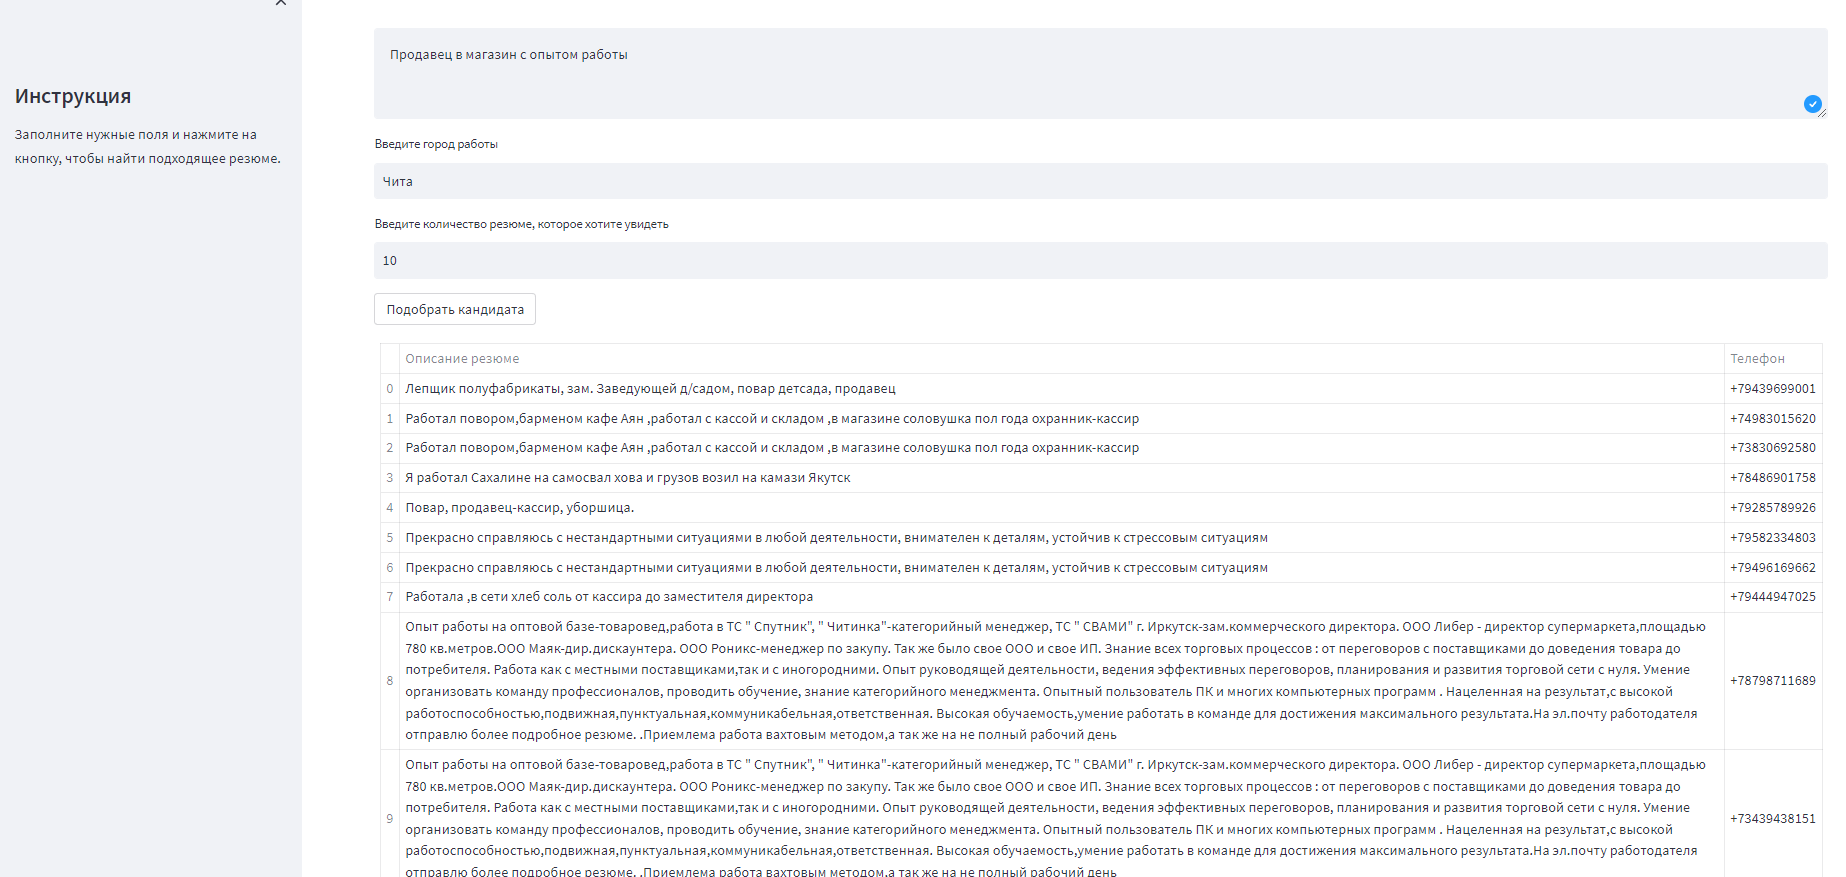 Инструкция
Заполните нужные поля и нажмите на
кнопку, чтобы найти подходящее резюме.
Продавец в магазин с опытом работы
Введите город работы
Чита
Введите количество резюме, которое хотите увидеть
10
Подобрать кандидата
Описание резюме Телефон
0 Лепщик полуфабрикаты, зам. Заведующей д/садом, повар детсада, продавец +79439699001
1 Работал повором,барменом кафе Аян ,работал с кассой и складом ,в магазине соловушка пол года охранник-кассир +74983015620
2 Работал повором,барменом кафе Аян ,работал с кассой и складом ,в магазине соловушка пол года охранник-кассир +73830692580
3 Я работал Сахалине на самосвал хова и грузов возил на камази Якутск +78486901758
4 Повар, продавец-кассир, уборшица. +79285789926
5 Прекрасно справляюсь с нестандартными ситуациями в любой деятельности, внимателен к деталям, устойчив к стрессовым ситуациям +79582334803
6 Прекрасно справляюсь с нестандартными ситуациями в любой деятельности, внимателен к деталям, устойчив к стрессовым ситуациям +79496169662
7 Работала ,в сети хлеб соль от кассира до заместителя директора +79444947025
Опыт работы на оптовой базе-товаровед,работа в ТС " Спутник", " Читинка"-категорийный менеджер, ТС " СВАМИ" г. Иркутск-зам.коммерческого директора. ООО Либер - директор супермаркета,площадью
780 кв.метров.ООО Маяк-дир.дискаунтера. ООО Роникс-менеджер по закупу. Так же было свое ООО и свое ИП. Знание всех торговых процессов : от переговоров с поставщиками до доведения товара до
потребителя. Работа как с местными поставщиками,так и с иногородними. Опыт руководящей деятельности, ведения эффективных переговоров, планирования и развития торговой сети с нуля. Умение
8 +78798711689
организовать команду профессионалов, проводить обучение, знание категорийного менеджмента. Опытный пользователь ПК и многих компьютерных программ . Нацеленная на результат,с высокой
работоспособностью,подвижная,пунктуальная,коммуникабельная,ответственная. Высокая обучаемость,умение работать в команде для достижения максимального результата.На эл.почту работодателя
отправлю более подробное резюме. .Приемлема работа вахтовым методом,а так же на не полный рабочий день
Опыт работы на оптовой базе-товаровед,работа в ТС " Спутник", " Читинка"-категорийный менеджер, ТС " СВАМИ" г. Иркутск-зам.коммерческого директора. ООО Либер - директор супермаркета,площадью
780 кв.метров.ООО Маяк-дир.дискаунтера. ООО Роникс-менеджер по закупу. Так же было свое ООО и свое ИП. Знание всех торговых процессов : от переговоров с поставщиками до доведения товара до
потребителя. Работа как с местными поставщиками,так и с иногородними. Опыт руководящей деятельности, ведения эффективных переговоров, планирования и развития торговой сети с нуля. Умение
9 +73439438151
организовать команду профессионалов, проводить обучение, знание категорийного менеджмента. Опытный пользователь ПК и многих компьютерных программ . Нацеленная на результат,с высокой
работоспособностью,подвижная,пунктуальная,коммуникабельная,ответственная. Высокая обучаемость,умение работать в команде для достижения максимального результата.На эл.почту работодателя
отправлю более подробное резюме. .Приемлема работа вахтовым методом,а так же на не полный рабочий день